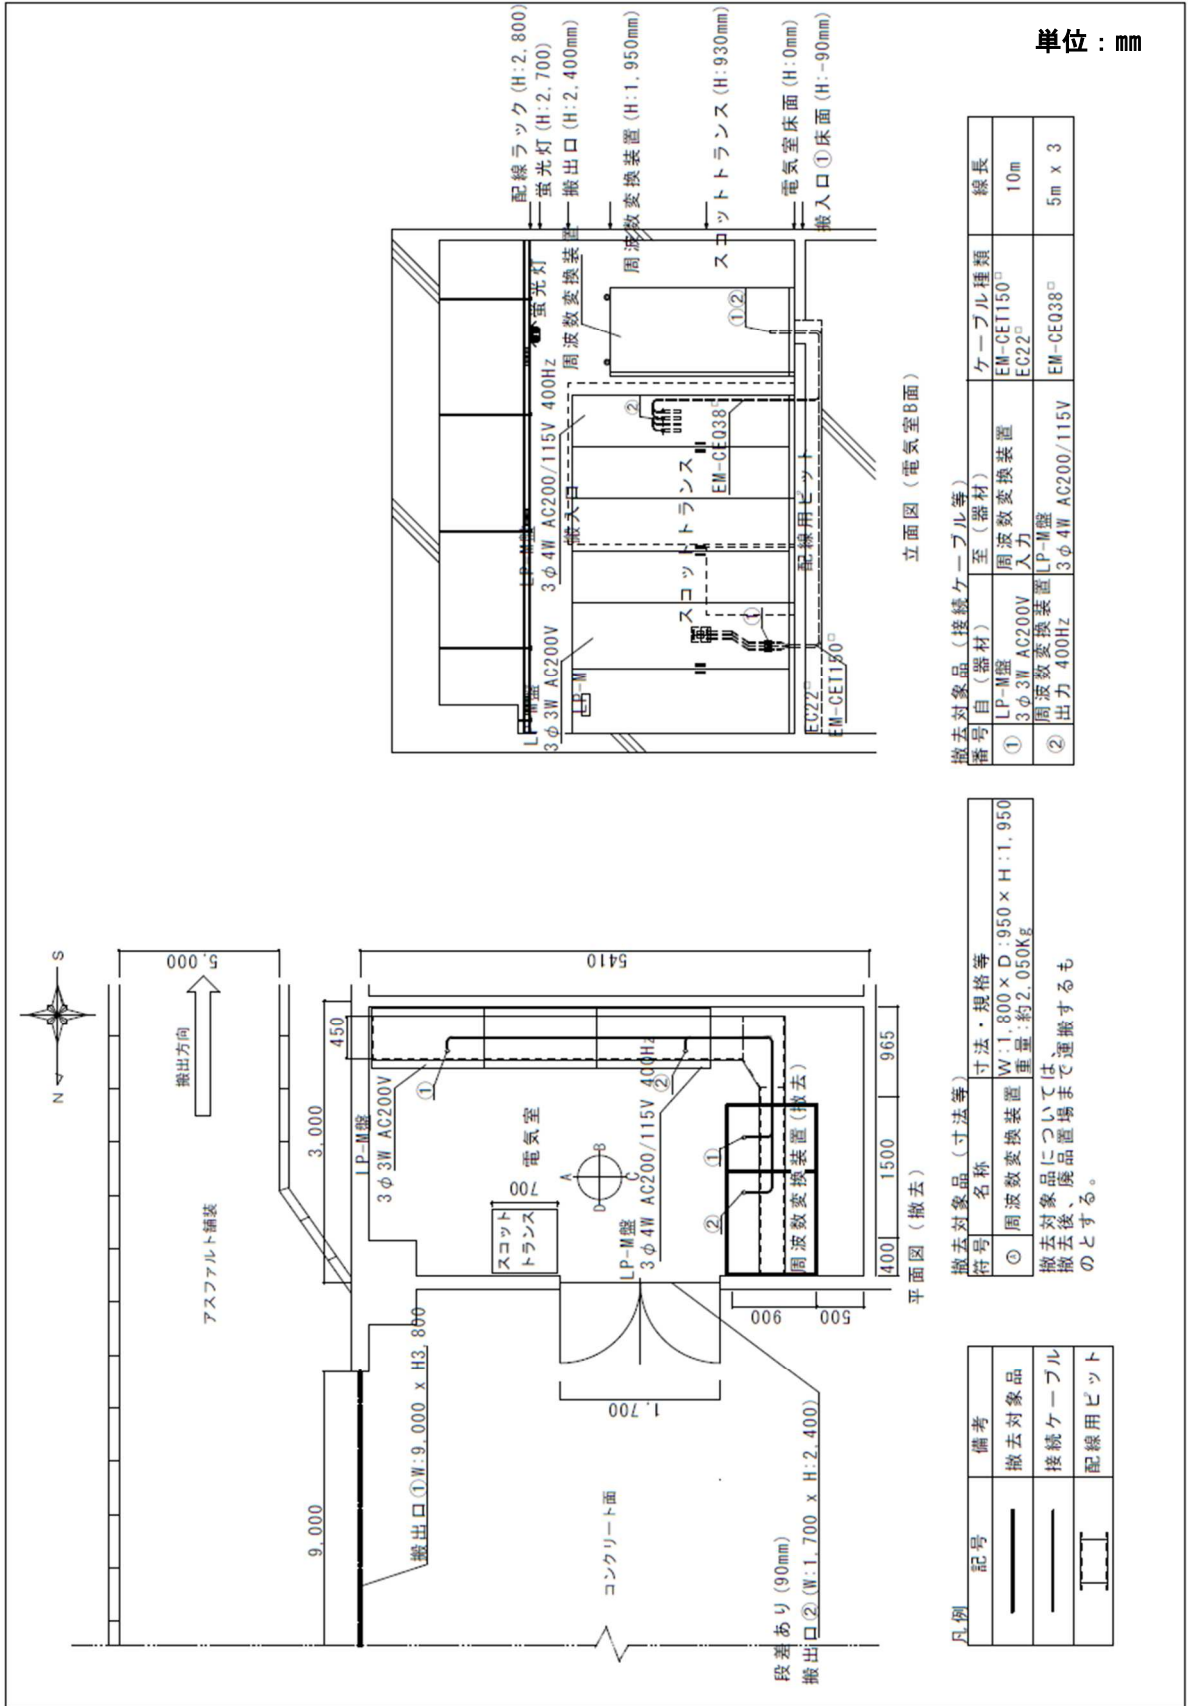 単位：㎜
N
S
5,000
搬出方向
アスファルト舗装
3,000
450
9,000
搬出口①W:9,000 x H3,800
LP-M盤
3φ3W AC200V
①
電気室
A
B
C
D
700
スコット
トランス
LP-M盤
3φ4W AC200/115V 400Hz
②
①
②
周波数変換装置(撤去)
5410
965
1500
400
900
500
1,700
コンクリート面
段差あり(90mm)
搬出口②(W:1,700 x H:2,400)
平面図（撤去）
配線ラック(H:2,800)
蛍光灯(H:2,700)
搬出口(H:2,400mm)
周波数変換装置(H:1,950mm)
スコットトランス(H:930mm)
電気室床面(H:0mm)
搬入口①床面(H:-90mm)
蛍光灯
周波数変換装置
LP-M盤
3φ4W AC200/115V 400Hz
搬入口
LP-M盤
3φ3W AC200V
LP-M
①②
②
EM-CEQ38□
スコットトランス
①
配線用ピット
EC22□
EM-CET150□
立面図（電気室B面）
凡例
記号
備考
撤去対象品
接続ケーブル
配線用ピット
撤去対象品（寸法等）
符号
名称
寸法・規格等
Ⓐ
周波数変換装置
W:1,800×D:950×H:1,950
重量:約2,050Kg
撤去対象品については、
撤去後、廃品置場まで運搬するも
のとする。
撤去対象品（接続ケーブル等）
番号
自（器材）
至（器材）
ケーブル種類
線長
①
LP-M盤
3φ3W AC200V
周波数変換装置
入力
EM-CET150□
EC22□
10m
②
周波数変換装置
出力 400Hz
LP-M盤
3φ4W AC200/115V
EM-CEQ38□
5m x 3